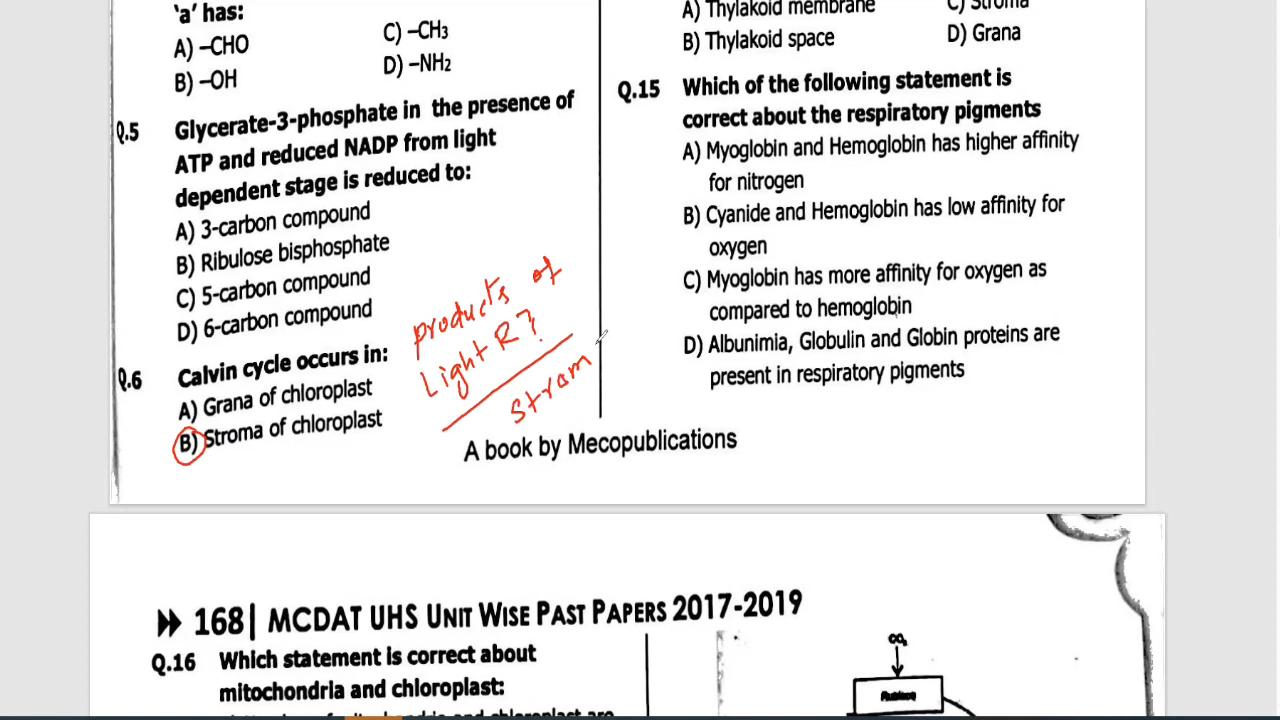 'a' has:
A) –CHO
C) –CH3
B) –OH
D) –NH2
Q.5 Glycerate-3-phosphate in the presence of
ATP and reduced NADP from light
dependent stage is reduced to:
A) 3-carbon compound
B) Ribulose bisphosphate
C) 5-carbon compound
D) 6-carbon compound
Q.6 Calvin cycle occurs in:
A) Grana of chloroplast
B) Stroma of chloroplast
products of
Light R?
Strom
A) Thylakoid membrane
C) Stroma
B) Thylakoid space
D) Grana
Q.15 Which of the following statement is
correct about the respiratory pigments
A) Myoglobin and Hemoglobin has higher affinity
for nitrogen
B) Cyanide and Hemoglobin has low affinity for
oxygen
C) Myoglobin has more affinity for oxygen as
compared to hemoglobin
D) Albunimia, Globulin and Globin proteins are
present in respiratory pigments
A book by Mecopublications
168| MCDAT UHS UNIT WISE PAST PAPERS 2017-2019
Q.16 Which statement is correct about
mitochondria and chloroplast: